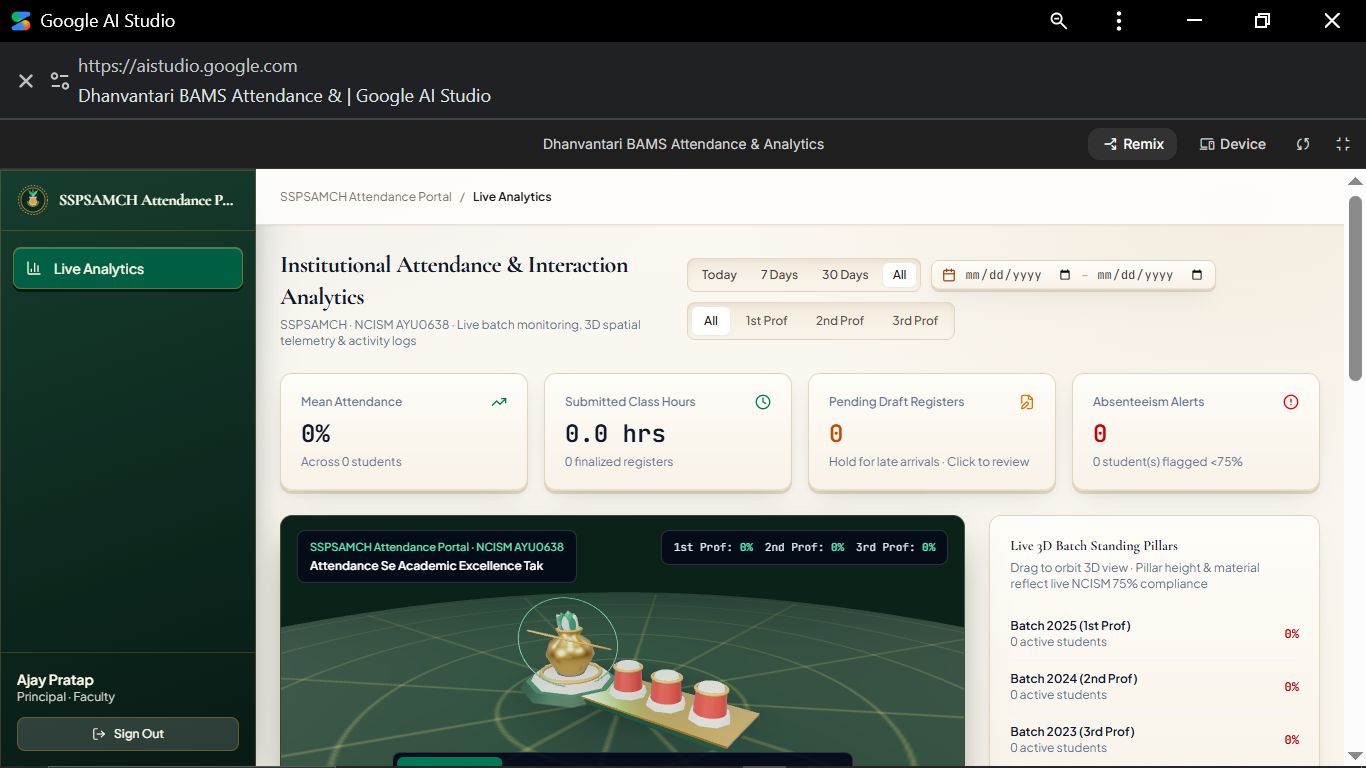 Google AI Studio
https://aistudio.google.com
Dhanvantari BAMS Attendance & | Google AI Studio
Dhanvantari BAMS Attendance & Analytics
Remix
Device
SSPSAMCH Attendance P...
Live Analytics
Ajay Pratap
Principal · Faculty
Sign Out
SSPSAMCH Attendance Portal / Live Analytics
Institutional Attendance & Interaction
Analytics
SSPSAMCH · NCISM AYU0638 · Live batch monitoring, 3D spatial
telemetry & activity logs
Today 7 Days 30 Days All
mm/dd/yyyy – mm/dd/yyyy
All 1st Prof 2nd Prof 3rd Prof
Mean Attendance
0%
Across 0 students
Submitted Class Hours
0.0 hrs
0 finalized registers
Pending Draft Registers
0
Hold for late arrivals · Click to review
Absenteeism Alerts
0
0 student(s) flagged <75%
SSPSAMCH Attendance Portal · NCISM AYU0638
Attendance Se Academic Excellence Tak
1st Prof: 0% 2nd Prof: 0% 3rd Prof: 0%
Live 3D Batch Standing Pillars
Drag to orbit 3D view · Pillar height & material
reflect live NCISM 75% compliance
Batch 2025 (1st Prof)
0 active students
0%
Batch 2024 (2nd Prof)
0 active students
0%
Batch 2023 (3rd Prof)
0 active students
0%